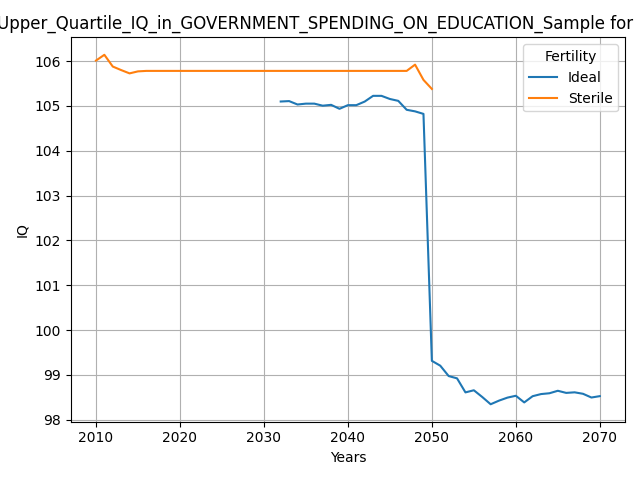 Upper_Quartile_IQ_in_GOVERNMENT_SPENDING_ON_EDUCATION_Sample for
Fertility
Ideal
Sterile
106
105
104
103
102
101
100
99
98
IQ
2010 2020 2030 2040 2050 2060 2070
Years